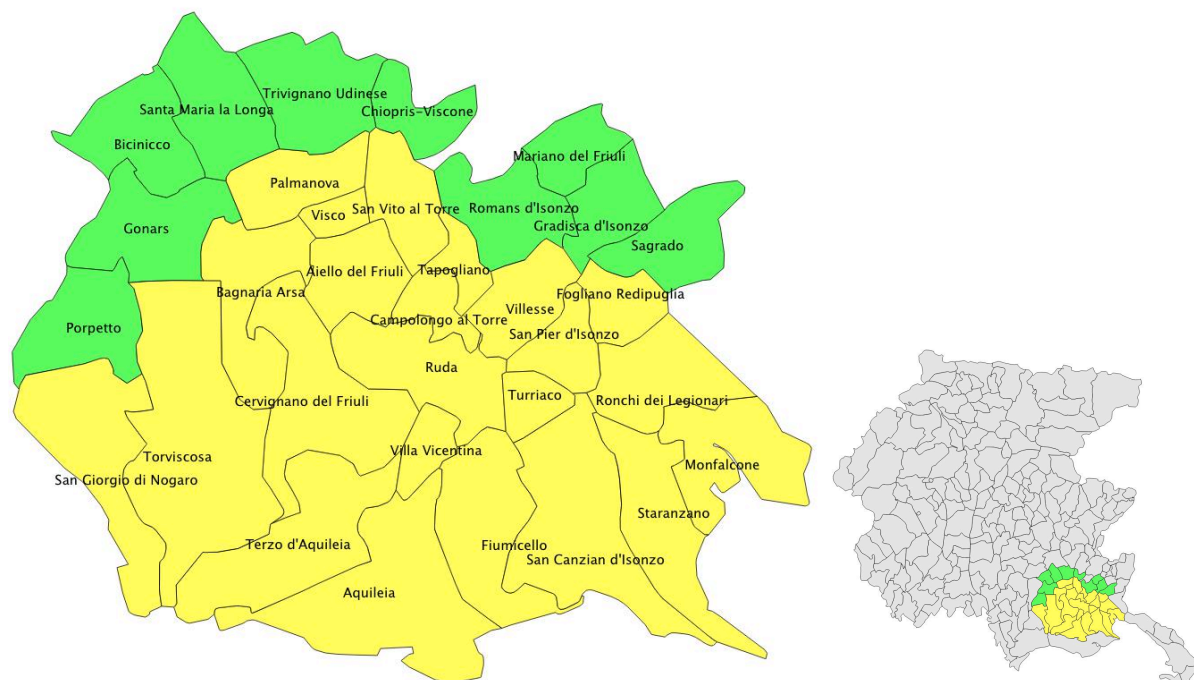 Trivignano Udinese
Santa Maria la Longa
Chiopris-Viscone
Bicinicco
Mariano del Friuli
Palmanova
Visco
San Vito al Torre
Romans d'Isonzo
Gonars
Gradisca d'Isonzo
Sagrado
Aiello del Friuli
Tapogliano
Bagnaria Arsa
Fogliano Redipuglia
Villesse
Campolongo al Torre
Porpetto
San Pier d'Isonzo
Ruda
Turriaco
Cervignano del Friuli
Ronchi dei Legionari
Villa Vicentina
Torviscosa
Monfalcone
San Giorgio di Nogaro
Staranzano
Terzo d'Aquileia
Fiumicello
San Canzian d'Isonzo
Aquileia